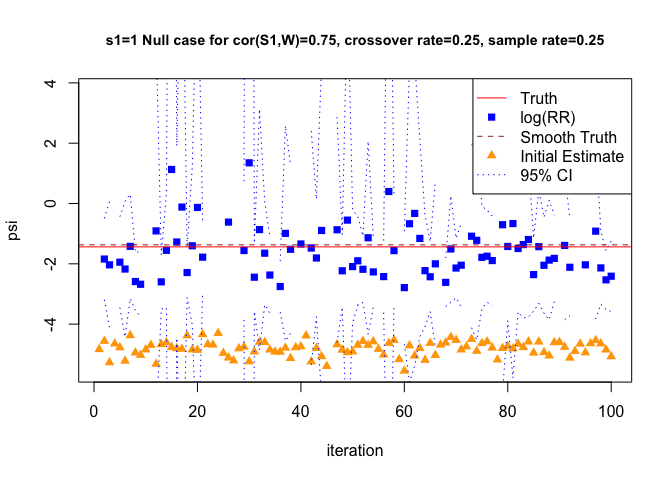 s1=1 Null case for cor(S1,W)=0.75, crossover rate=0.25, sample rate=0.25
Truth
log(RR)
Smooth Truth
Initial Estimate
95% CI
psi
4
2
0
-2
-4
0 20 40 60 80 100
iteration